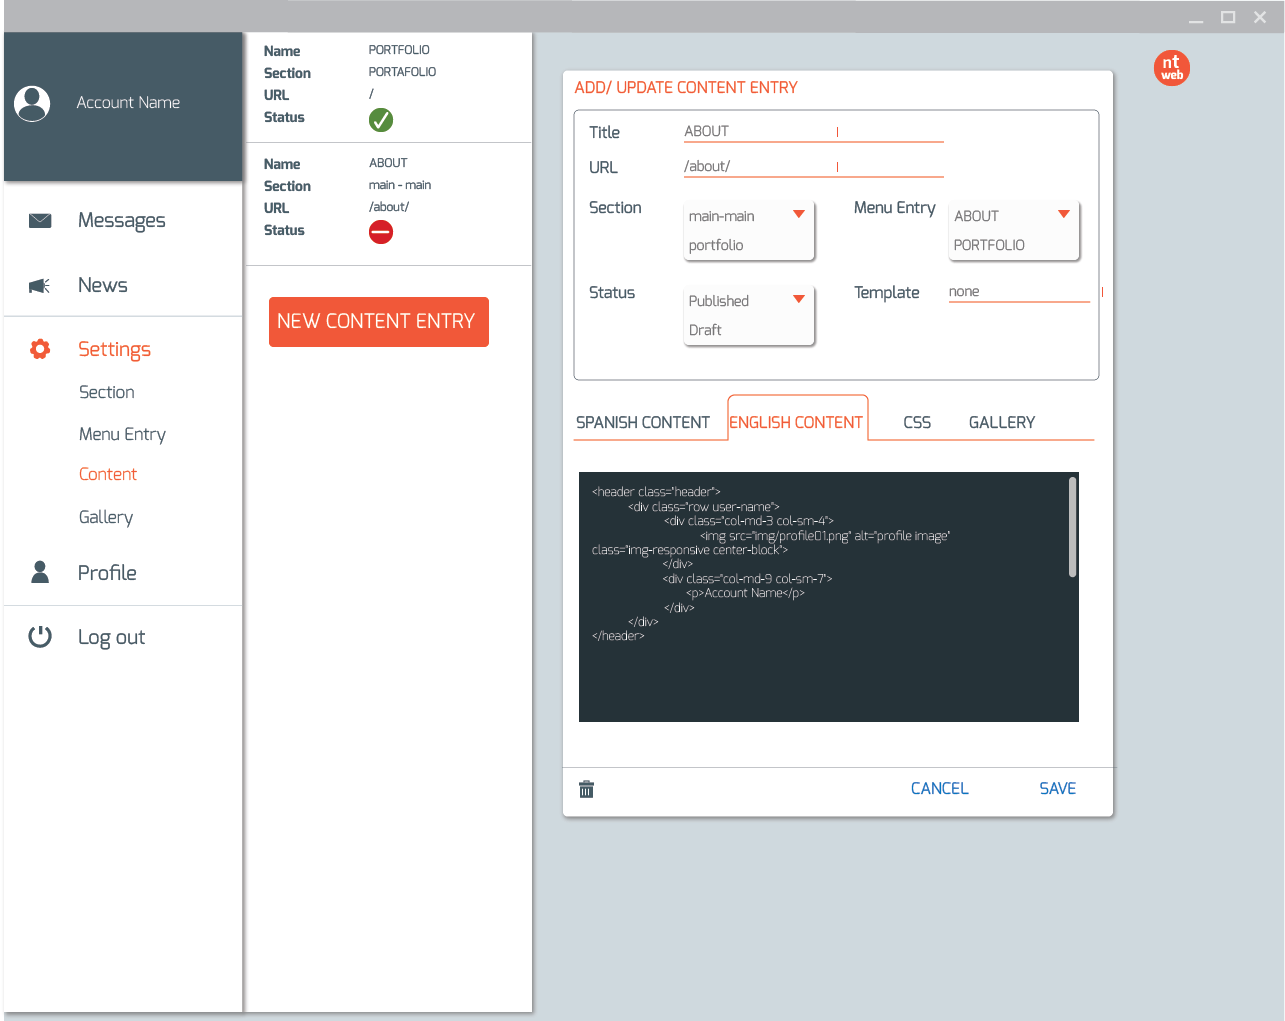 Account Name
Messages
News
Settings
Section
Menu Entry
Content
Gallery
Profile
Log out
Name PORTFOLIO
Section PORTAFOLIO
URL /
Status
Name ABOUT
Section main - main
URL /about/
Status
NEW CONTENT ENTRY
nt
web
ADD/ UPDATE CONTENT ENTRY
Title ABOUT
URL /about/
Section main-main
portfolio
Menu Entry ABOUT
PORTFOLIO
Status Published
Draft
Template none
SPANISH CONTENT ENGLISH CONTENT CSS GALLERY
<header class="header">
<div class="row user-name">
<div class="col-md-3 col-sm-4">
<img src="img/profile▯1.png" alt="profile image"
class="img-responsive center-block">
</div>
<div class="col-md-9 col-sm-7">
<p>Account Name</p>
</div>
</div>
</header>
CANCEL SAVE